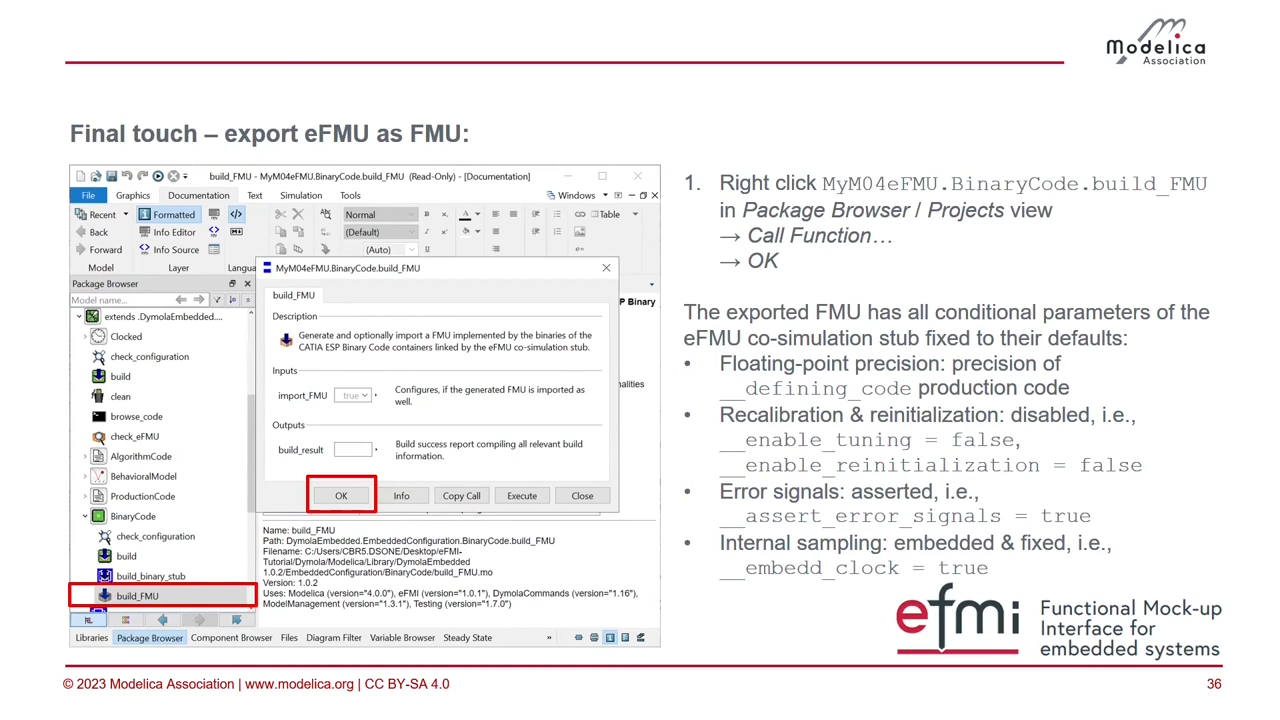 Modelica
Association
Final touch – export eFMU as FMU:
build_FMU - MyM04eFMU.BinaryCode.build_FMU (Read-Only) - [Documentation]
File Graphics Documentation Text Simulation Tools Windows
Recent Formatted Normal Table
Back Info Editor (Default)
Forward Info Source (Auto)
Model Layer Langua
Package Browser
Model name...
extends .DymolaEmbedded....
Clocked
check_configuration
build
clean
browse_code
check_eFMU
AlgorithmCode
BehavioralModel
ProductionCode
BinaryCode
check_configuration
build
build_binary_stub
build_FMU
MyM04eFMU.BinaryCode.build_FMU
build_FMU
P Binary
Description
Generate and optionally import a FMU implemented by the binaries of the
CATIA ESP Binary Code containers linked by the eFMU co-simulation stub.
Inputs
nalities
import_FMU true Configures, if the generated FMU is imported as
well.
Outputs
build_result Build success report compiling all relevant build
information.
OK Info Copy Call Execute Close
Name: build_FMU
Path: DymolaEmbedded.EmbeddedConfiguration.BinaryCode.build_FMU
Filename: C:/Users/CBR5.DSONE/Desktop/eFMI-
Tutorial/Dymola/Modelica/Library/DymolaEmbedded
1.0.2/EmbeddedConfiguration/BinaryCode/build_FMU.mo
Version: 1.0.2
Uses: Modelica (version="4.0.0"), eFMI (version="1.0.1"), DymolaCommands (version="1.16"),
ModelManagement (version="1.3.1"), Testing (version="1.7.0")
Libraries Package Browser Component Browser Files Diagram Filter Variable Browser Steady State »
1. Right click MyM04eFMU.BinaryCode.build_FMU
in Package Browser / Projects view
→ Call Function…
→ OK
The exported FMU has all conditional parameters of the
eFMU co-simulation stub fixed to their defaults:
• Floating-point precision: precision of
__defining_code production code
• Recalibration & reinitialization: disabled, i.e.,
__enable_tuning = false,
__enable_reinitialization = false
• Error signals: asserted, i.e.,
__assert_error_signals = true
• Internal sampling: embedded & fixed, i.e.,
__embedd_clock = true
efmi
Functional Mock-up
Interface for
embedded systems
© 2023 Modelica Association | www.modelica.org | CC BY-SA 4.0
36